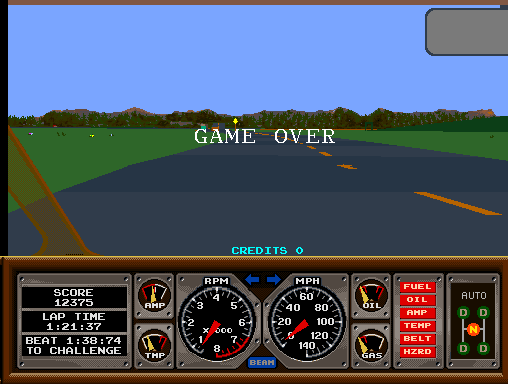 GAME OVER
CREDITS 0
SCORE
12375
LAP TIME
1:21:37
BEAT 1:38:74
TO CHALLENGE
AMP
TMP
RPM
2 3 4 5 6 7 8
X1000
BEAM
MPH
0 20 40 60 80 100 120 140
OIL
GAS
FUEL
OIL
AMP
TEMP
BELT
HZRD
AUTO
D D
N
D D